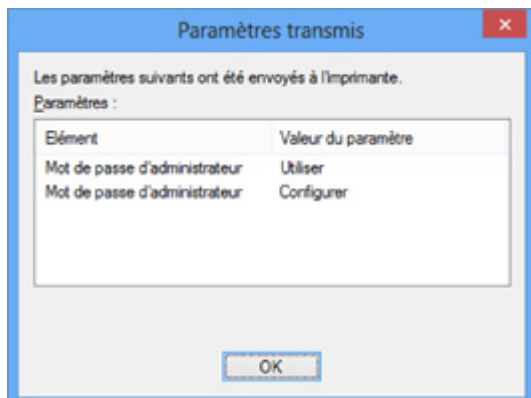 Paramètres transmis
Les paramètres suivants ont été envoyés à l'imprimante.
Paramètres :
Elément Valeur du paramètre
Mot de passe d'administrateur Utiliser
Mot de passe d'administrateur Configurer
OK